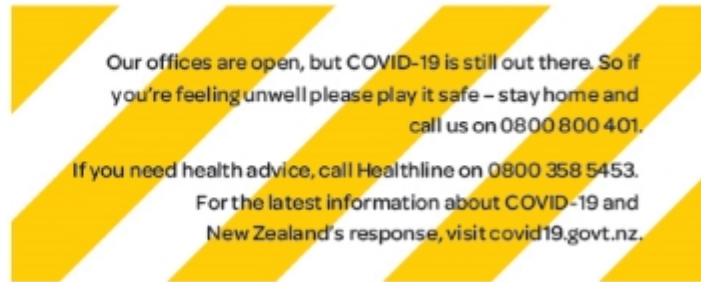 Our offices are open, but COVID-19 is still out there. So if
you're feeling unwell please play it safe – stay home and
call us on 0800 800 401.
If you need health advice, call Healthline on 0800 358 5453.
For the latest information about COVID-19 and
New Zealand's response, visit covid19.govt.nz.